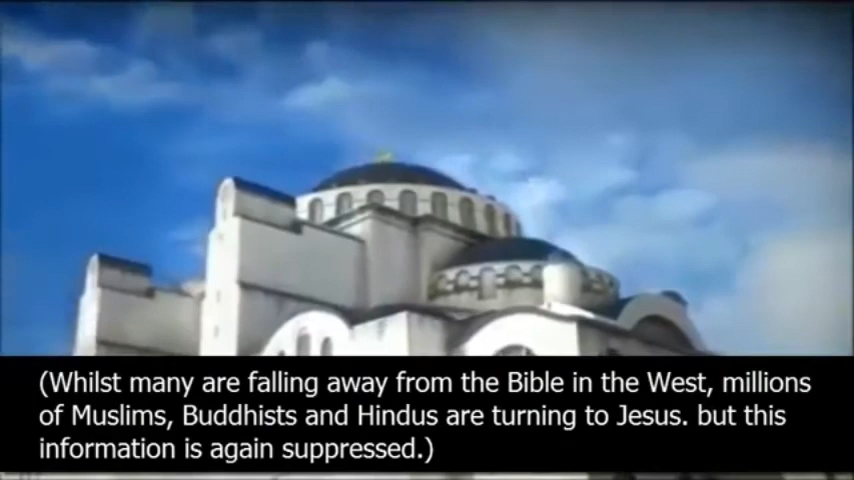 (Whilst many are falling away from the Bible in the West, millions
of Muslims, Buddhists and Hindus are turning to Jesus. but this
information is again suppressed.)